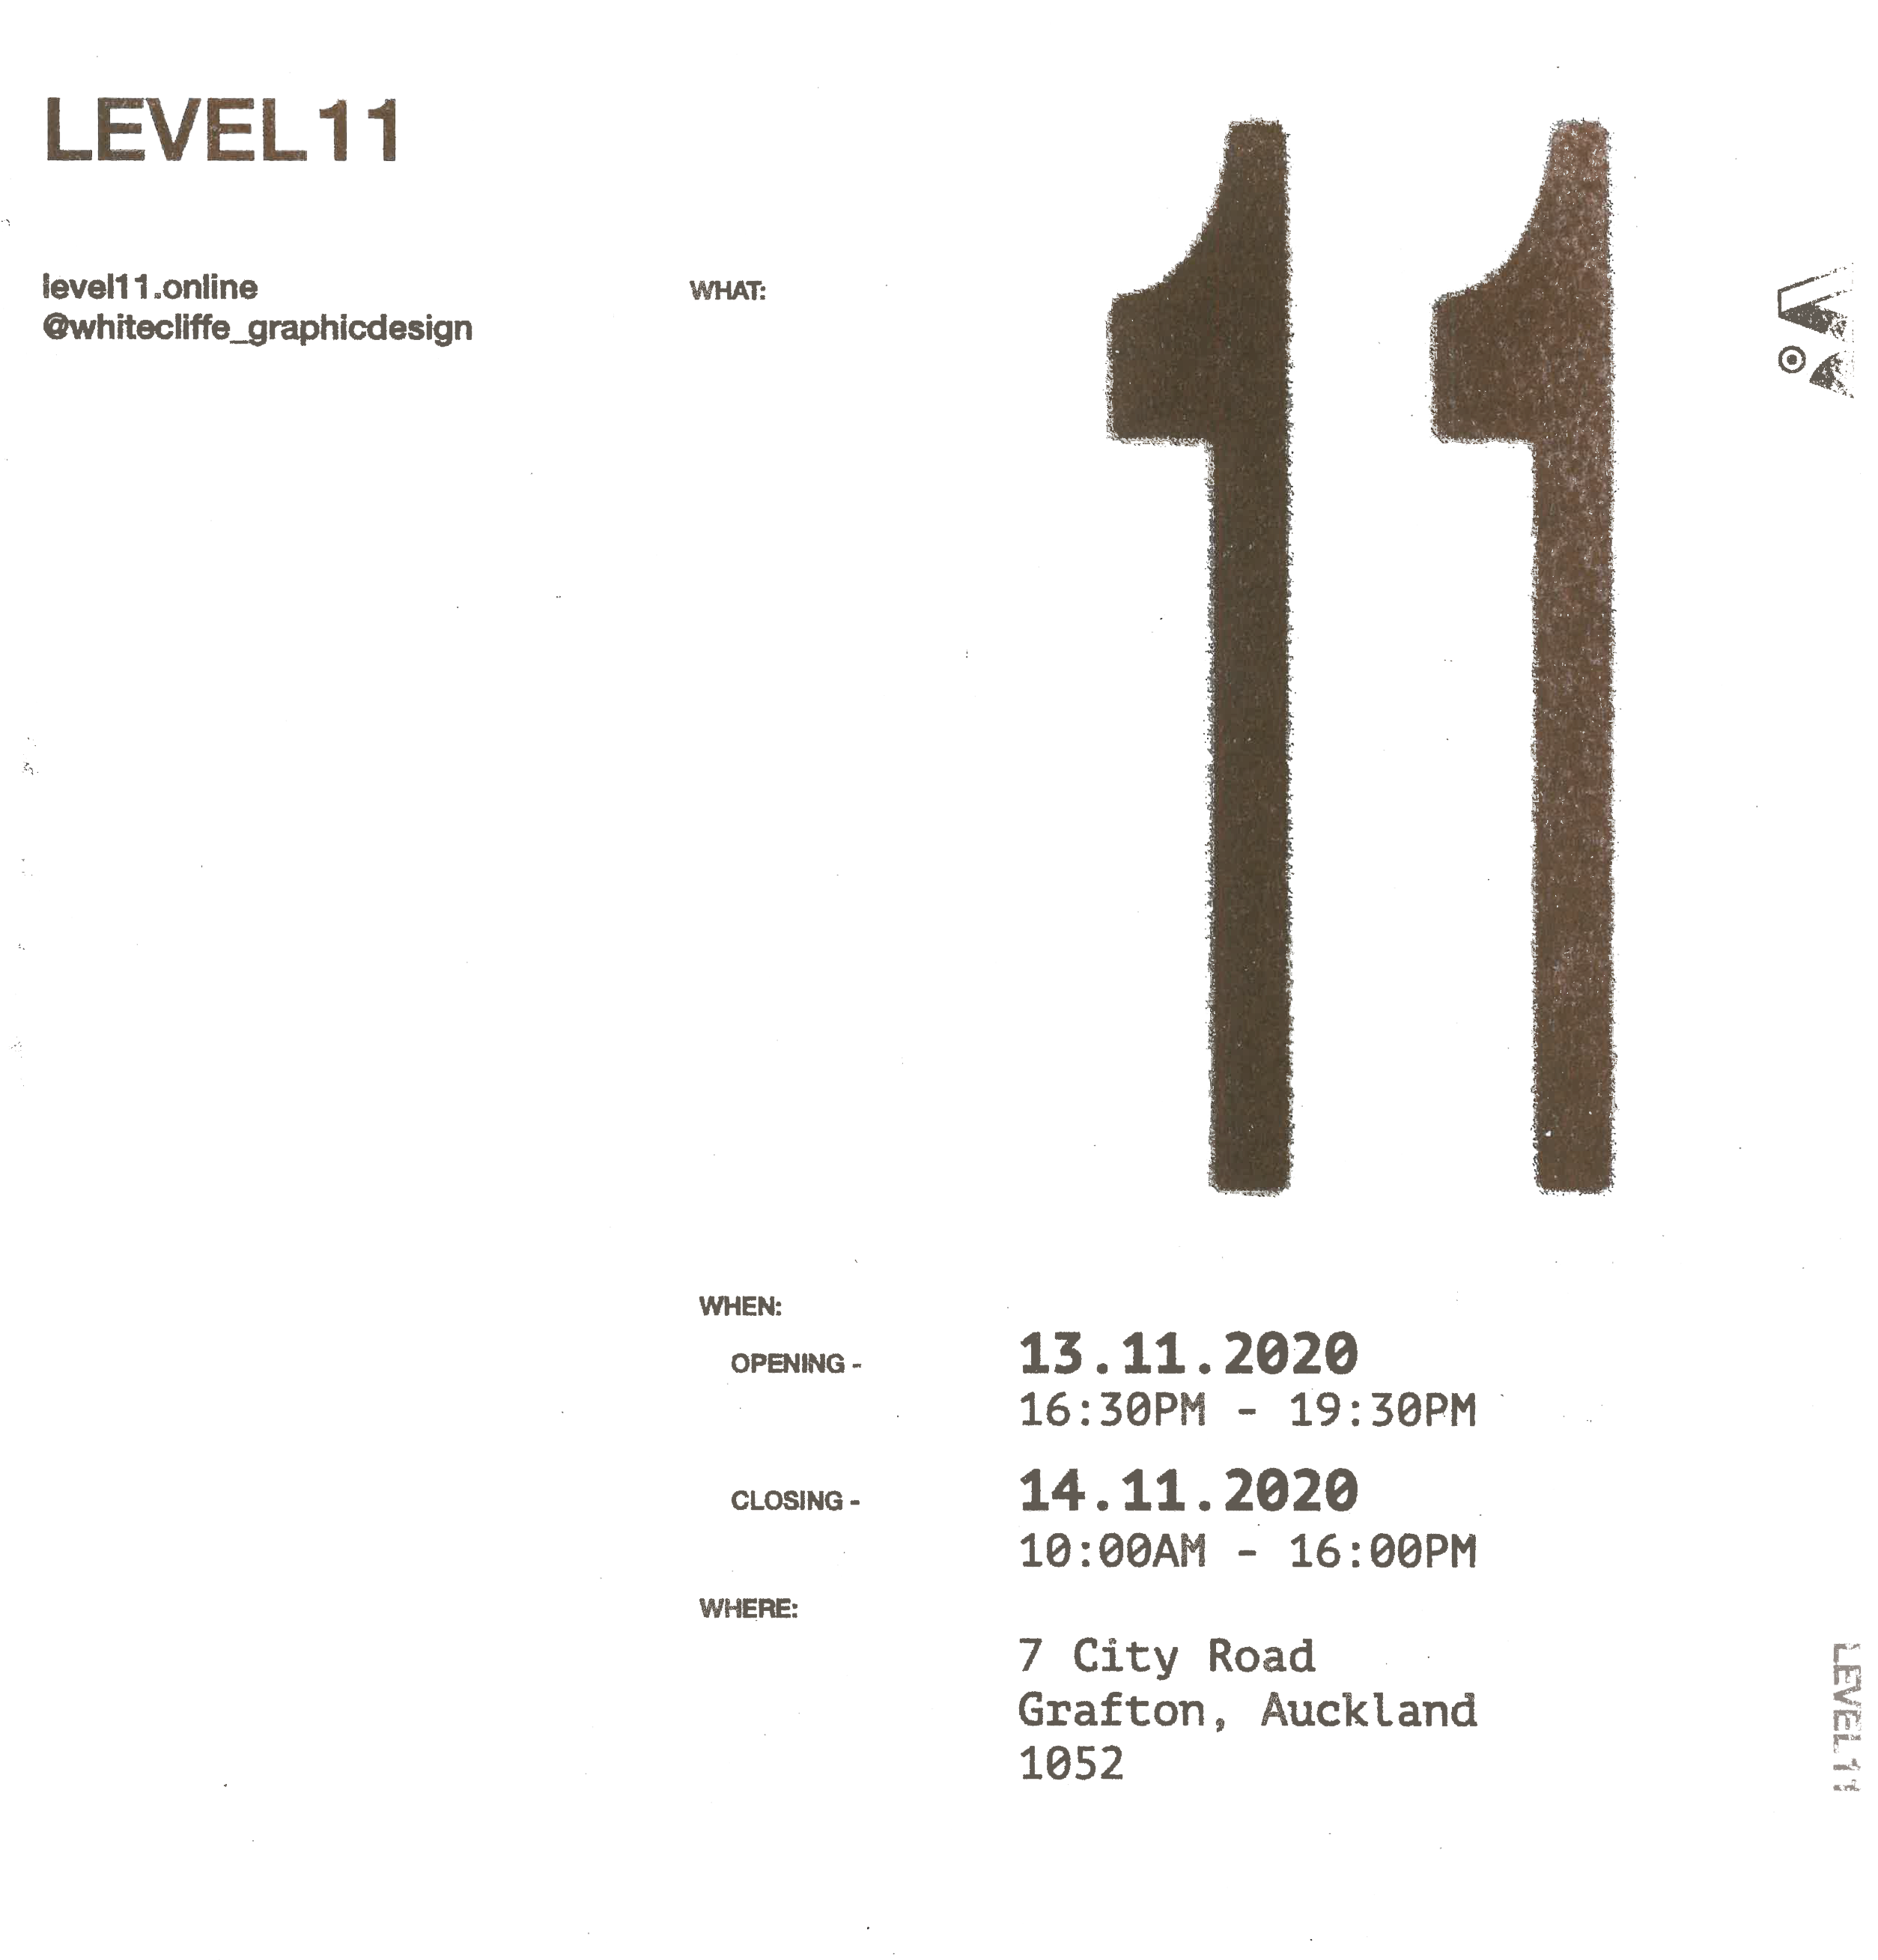 LEVEL11
level11.online
@whitecliffe_graphicdesign
WHAT:
11
WHEN:
OPENING -
13.11.2020
16:30PM - 19:30PM
CLOSING -
14.11.2020
10:00AM - 16:00PM
WHERE:
7 City Road
Grafton, Auckland
1052
LEVEL11